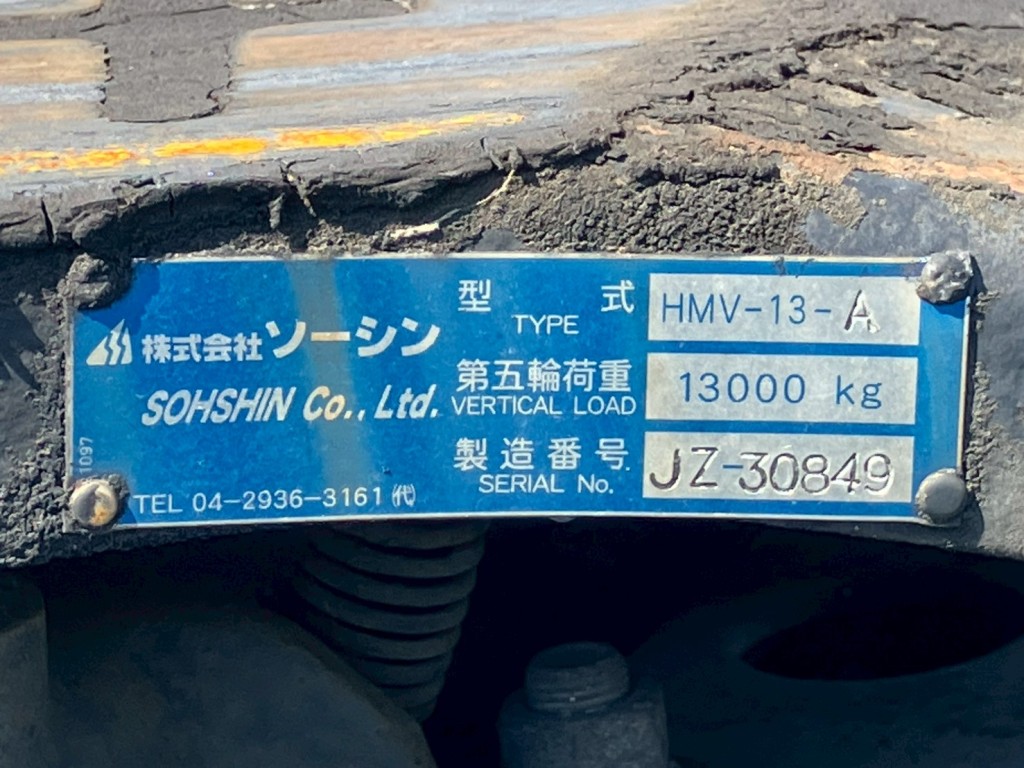 株式会社ソーシン
SOHSHIN Co., Ltd.
1097
TEL 04-2936-3161 ㈹
型式 HMV-13-A
TYPE
第五輪荷重 13000 kg
VERTICAL LOAD
製造番号 JZ-30849
SERIAL No.